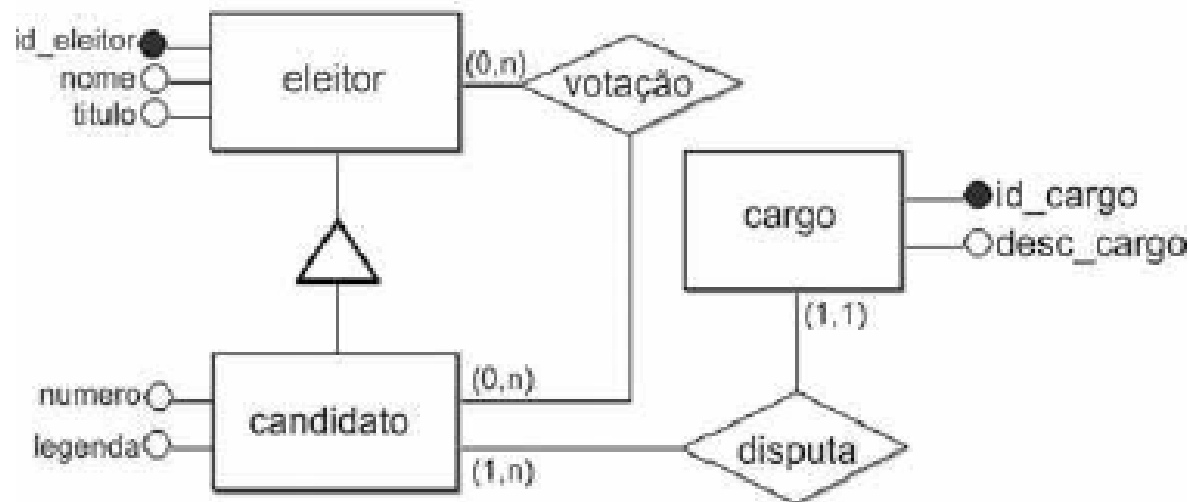 id_eleitor
nome
titulo
eleitor
(0,n)
votação
cargo
id_cargo
desc_cargo
(1,1)
numero
legenda
candidato
(0,n)
(1,n)
disputa